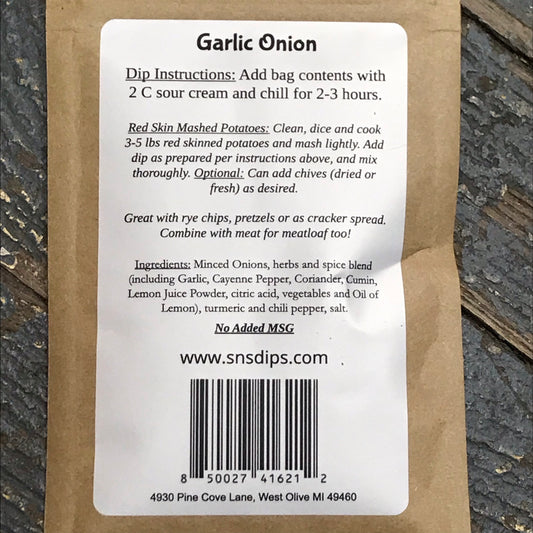 Garlic Onion
Dip Instructions: Add bag contents with
2 C sour cream and chill for 2-3 hours.
Red Skin Mashed Potatoes: Clean, dice and cook
3-5 lbs red skinned potatoes and mash lightly. Add
dip as prepared per instructions above, and mix
thoroughly. Optional: Can add chives (dried or
fresh) as desired.
Great with rye chips, pretzels or as cracker spread.
Combine with meat for meatloaf too!
Ingredients: Minced Onions, herbs and spice blend
(including Garlic, Cayenne Pepper, Coriander, Cumin,
Lemon Juice Powder, citric acid, vegetables and Oil of
Lemon), turmeric and chili pepper, salt.
No Added MSG
www.snsdips.com
8 50027 41621 2
4930 Pine Cove Lane, West Olive MI 49460